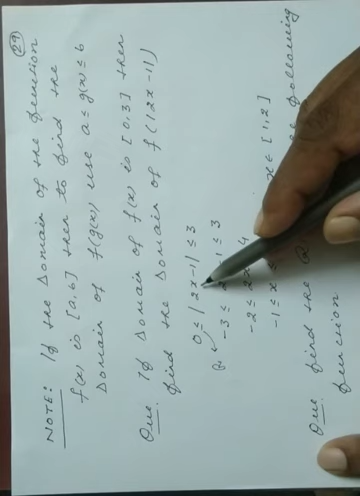 29
NOTE: If the Domain of the function
f(x) is [a,b] then to find the
Domain of f(g(x)) use a ≤ g(x) ≤ b
Que If Domain of f(x) is [0,3] then
find the Domain of f(|2x-1|)
0 ≤ |2x-1| ≤ 3
-3 ≤ 1 ≤ 3
-2 ≤ 2x 4
-1 ≤ x ≤ x ∈ [1,2]
Que find the following
function